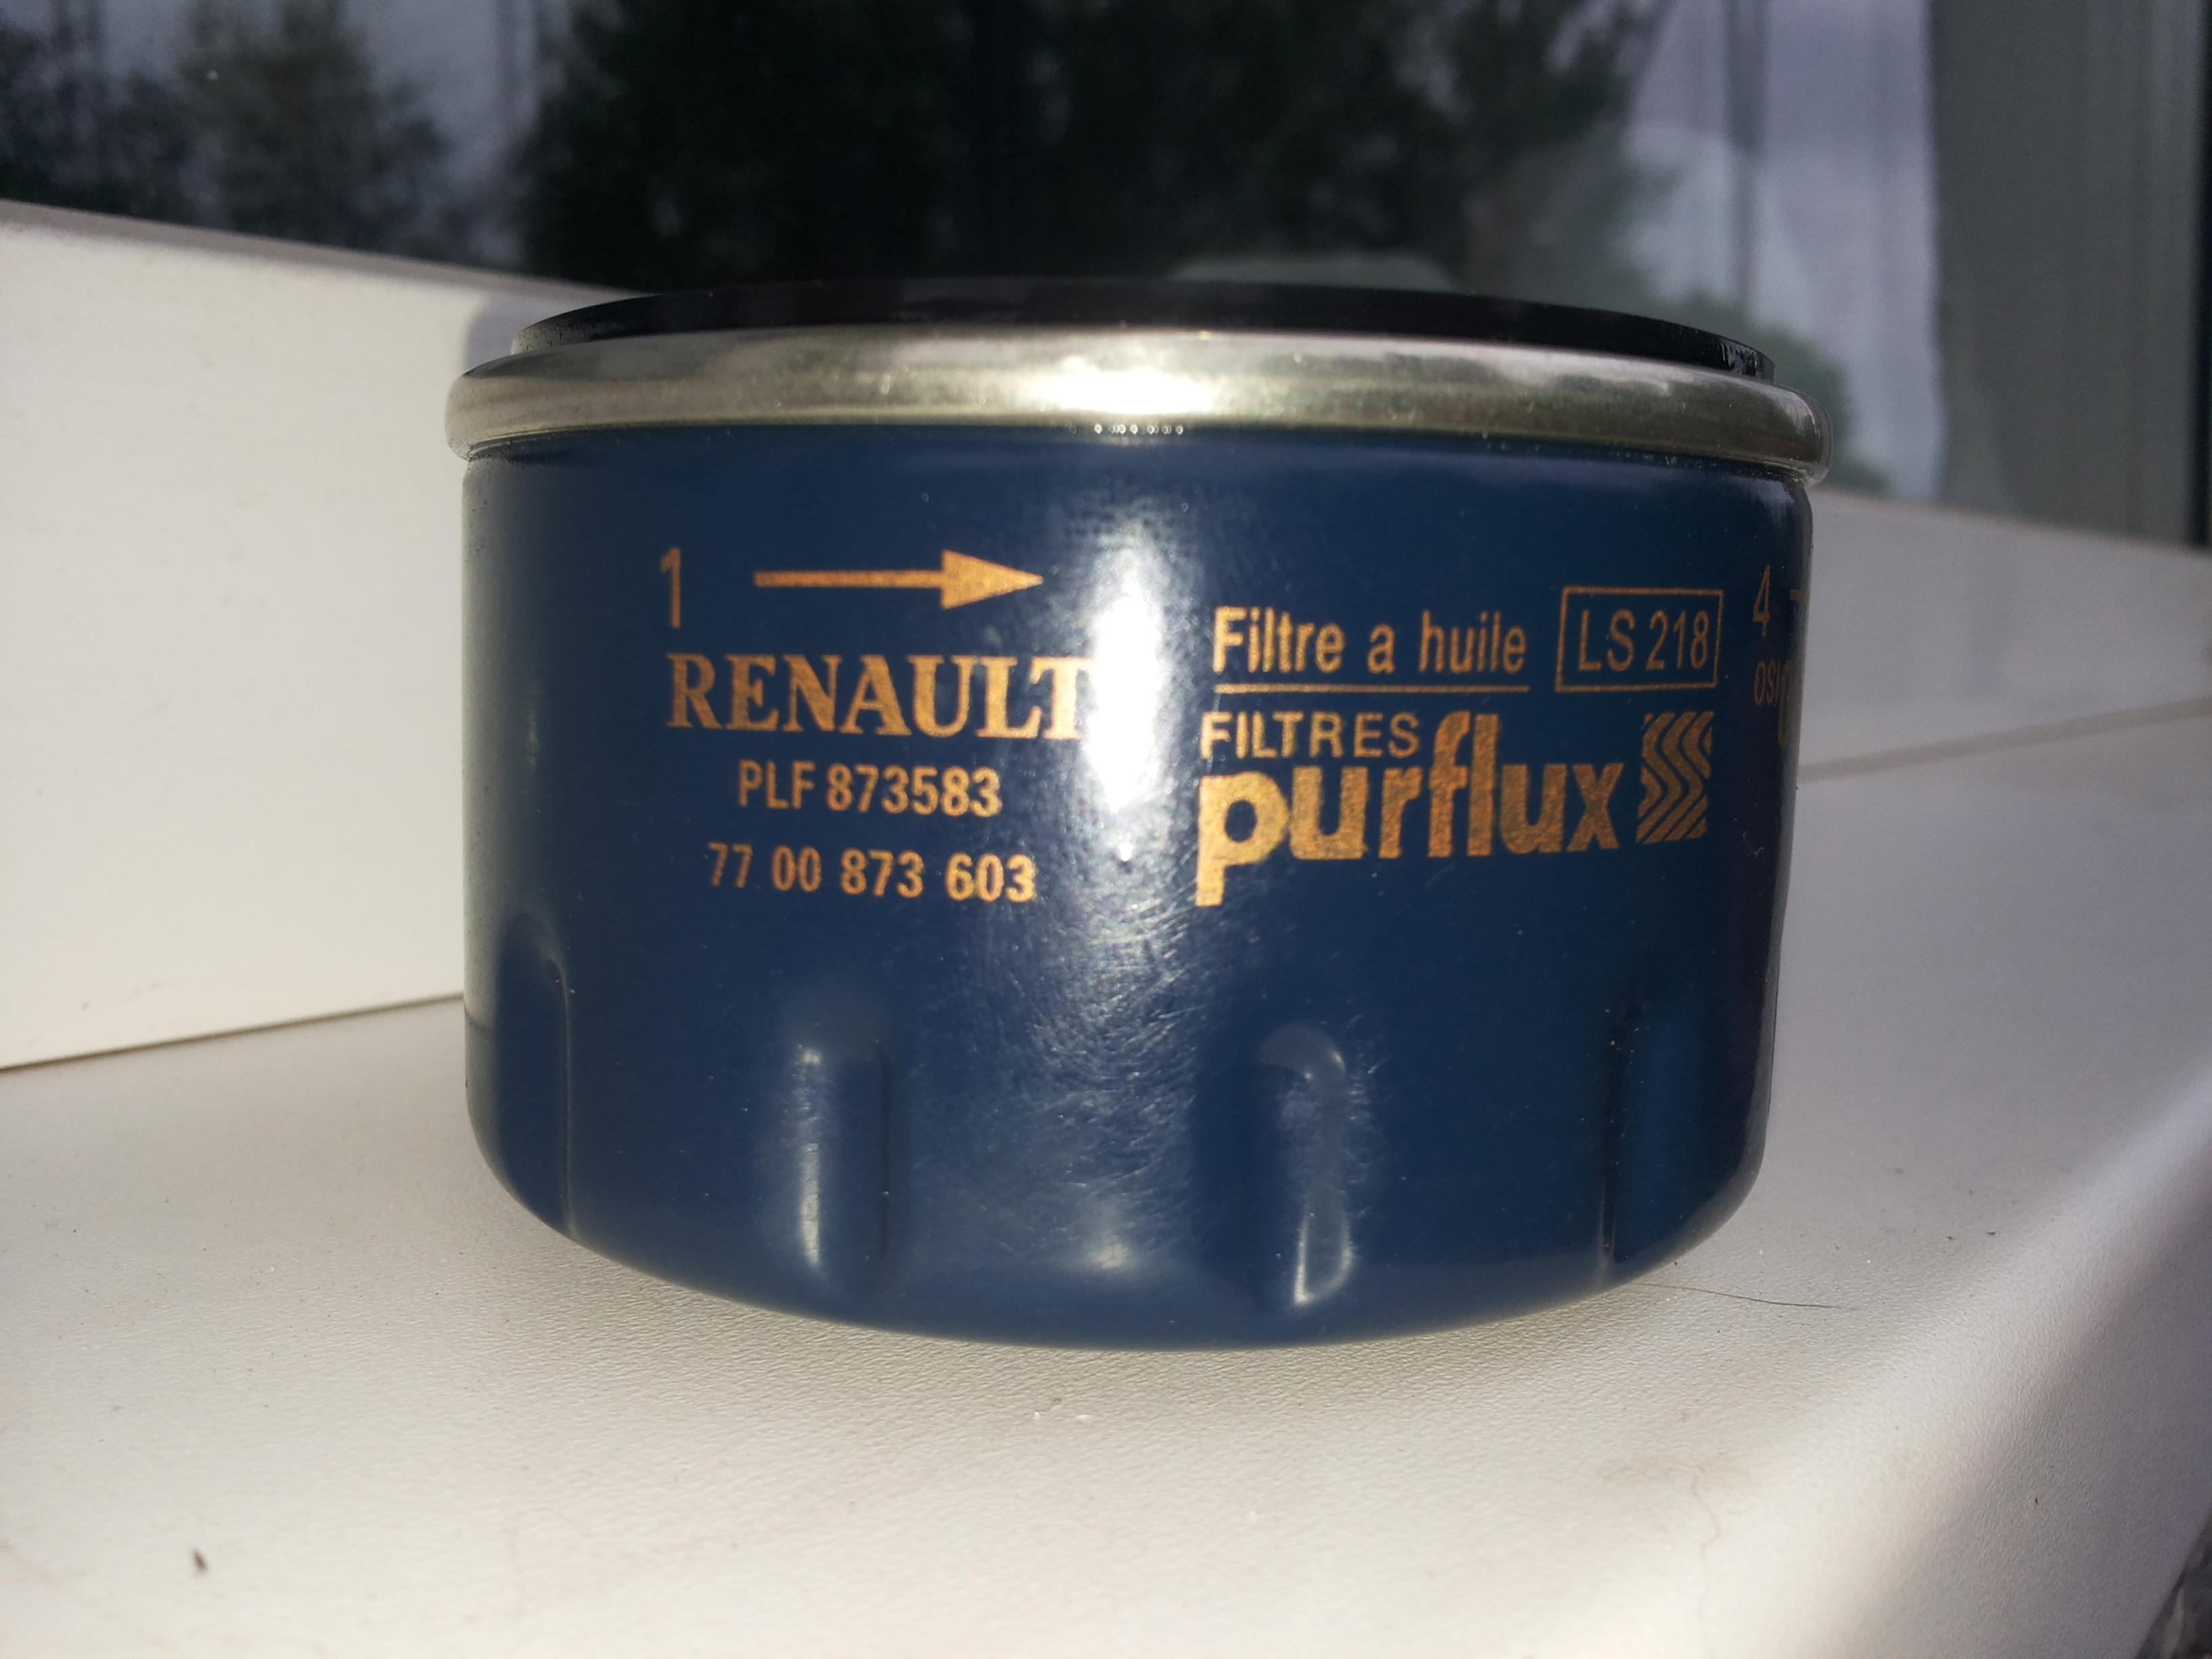 1
RENAULT
PLF 873583
77 00 873 603
Filtre a huile
LS 218
FILTRES
purflux
4